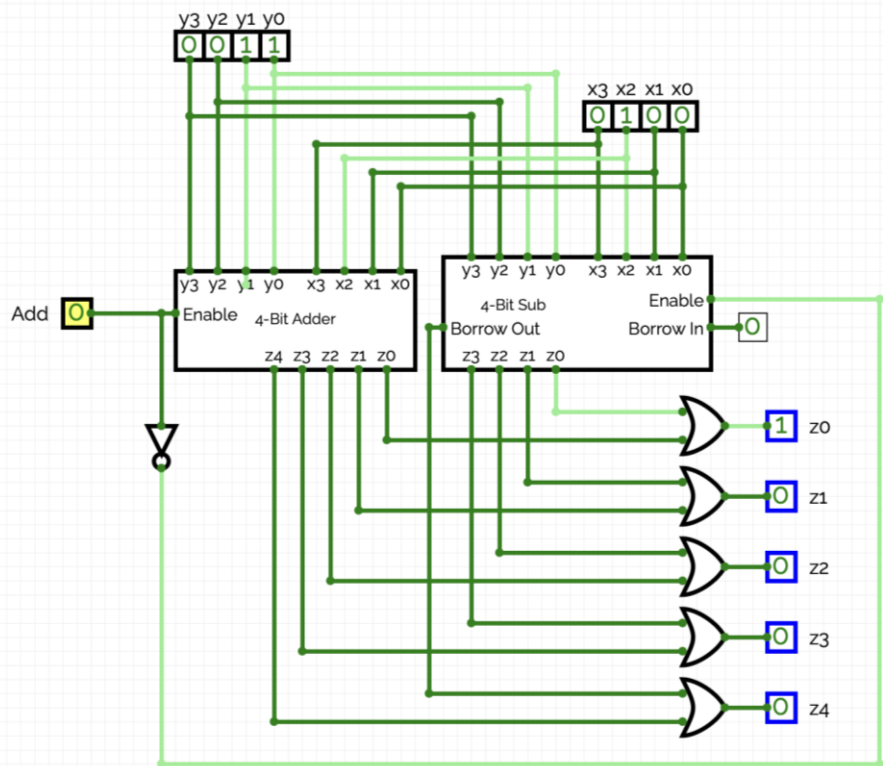 y3 y2 y1 y0
0 0 1 1
x3 x2 x1 x0
0 1 0 0
y3 y2 y1 y0 x3 x2 x1 x0
y3 y2 y1 y0 x3 x2 x1 x0
Add 0
Enable
4-Bit Adder
z4 z3 z2 z1 z0
4-Bit Sub
Enable
Borrow Out
Borrow In
0
z3 z2 z1 z0
1 z0
0 z1
0 z2
0 z3
0 z4